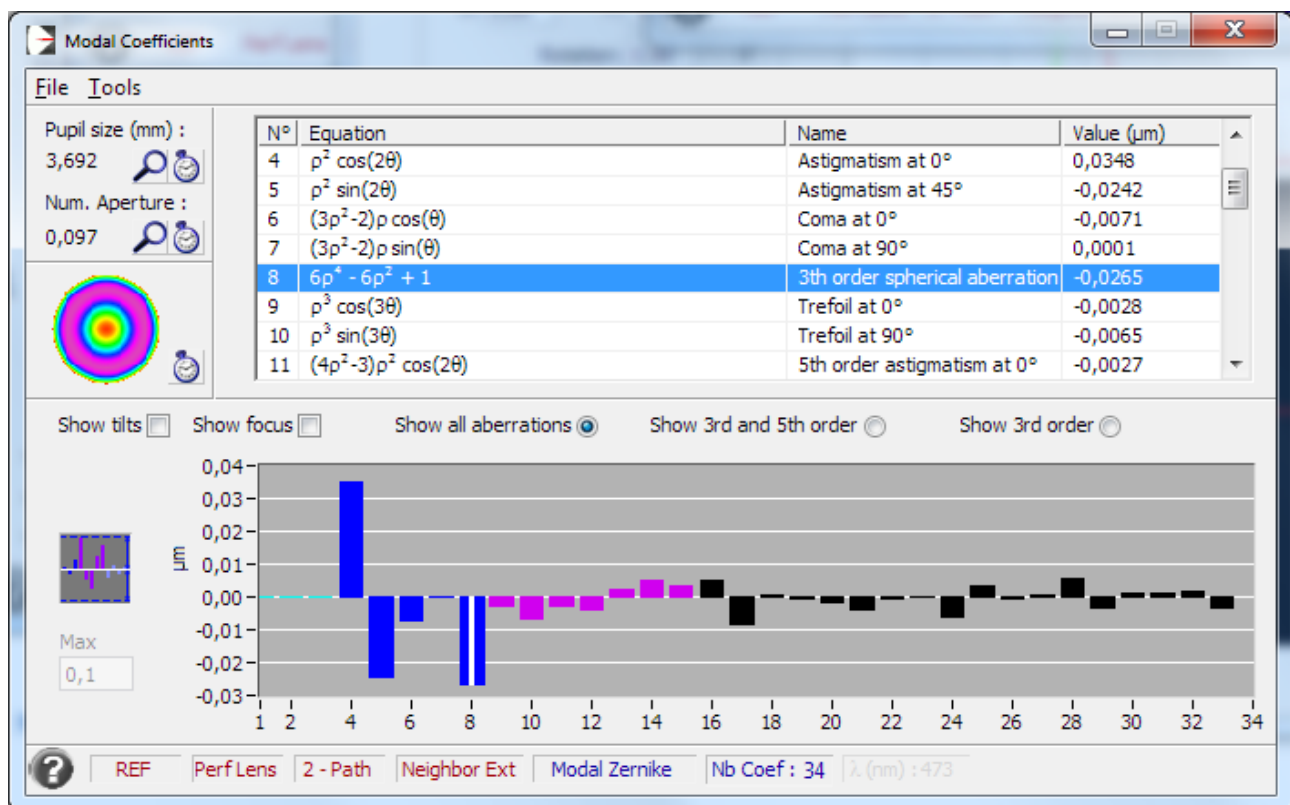 Modal Coefficients
File Tools
Pupil size (mm) :
3,692
Num. Aperture :
0,097
N° Equation Name Value (µm)
4 ρ² cos(2θ) Astigmatism at 0° 0,0348
5 ρ² sin(2θ) Astigmatism at 45° -0,0242
6 (3ρ²-2)ρ cos(θ) Coma at 0° -0,0071
7 (3ρ²-2)ρ sin(θ) Coma at 90° 0,0001
8 6ρ⁴ - 6ρ² + 1 3th order spherical aberration -0,0265
9 ρ³ cos(3θ) Trefoil at 0° -0,0028
10 ρ³ sin(3θ) Trefoil at 90° -0,0065
11 (4ρ²-3)ρ² cos(2θ) 5th order astigmatism at 0° -0,0027
Show tilts Show focus Show all aberrations Show 3rd and 5th order Show 3rd order
0,04
0,03
0,02
0,01
0,00
-0,01
-0,02
-0,03
µm
Max
0,1
1 2 4 6 8 10 12 14 16 18 20 22 24 26 28 30 32 34
? REF Perf Lens 2 - Path Neighbor Ext Modal Zernike Nb Coef : 34 λ (nm) : 473